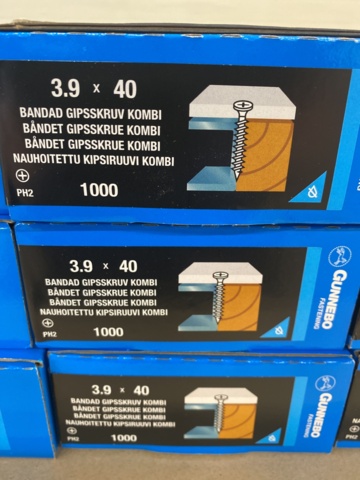 3.9 x 40
BANDAD GIPSSKRUV KOMBI
BÅNDET GIPSSKRUE KOMBI
BÅNDET GIPSSKRUE KOMBI
NAUHOITETTU KIPSIRUUVI KOMBI
PH2 1000
3.9 x 40
BANDAD GIPSSKRUV KOMBI
BÅNDET GIPSSKRUE KOMBI
BÅNDET GIPSSKRUE KOMBI
NAUHOITETTU KIPSIRUUVI KOMBI
PH2 1000
GUNNEBO
FASTENING
3.9 x 40
BANDAD GIPSSKRUV KOMBI
BÅNDET GIPSSKRUE KOMBI
BÅNDET GIPSSKRUE KOMBI
NAUHOITETTU KIPSIRUUVI KOMBI
PH2 1000
GUNNEBO
FASTENING